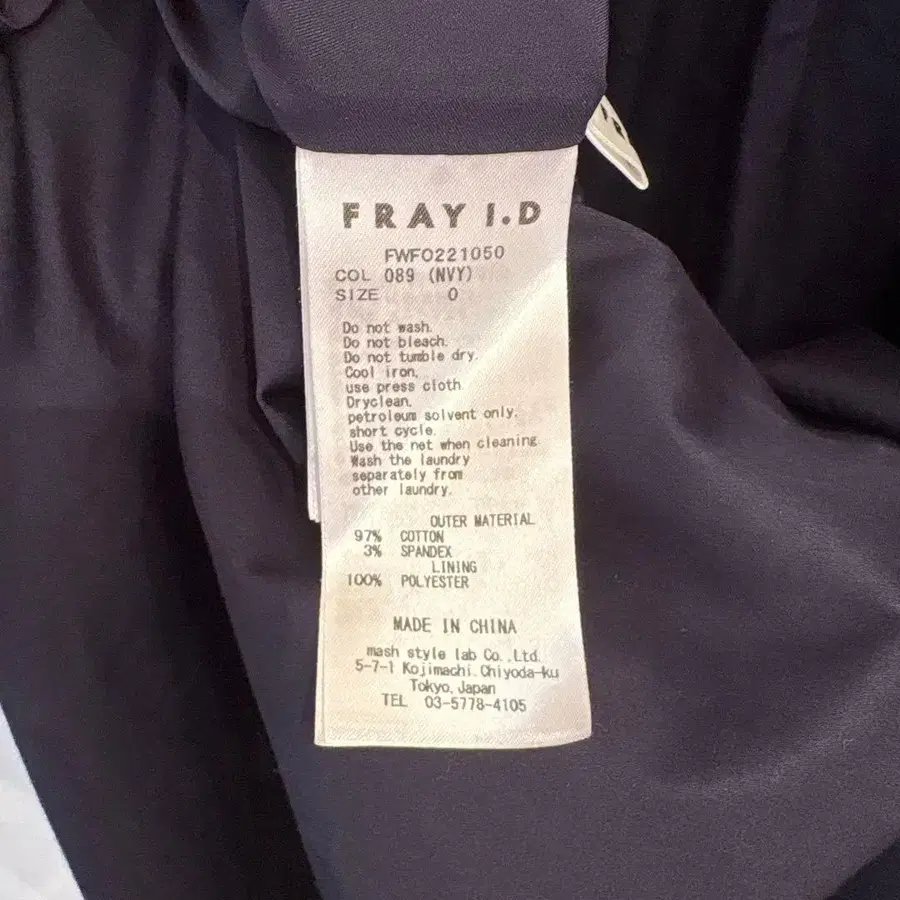 FRAY I.D
FWFO221050
COL 089 (NVY)
SIZE 0
Do not wash.
Do not bleach.
Do not tumble dry.
Cool iron.
use press cloth
Dryclean.
petroleum solvent only.
short cycle.
Use the net when cleaning
Wash the laundry
separately from
other laundry.
OUTER MATERIAL
97% COTTON
3% SPANDEX
LINING
100% POLYESTER
MADE IN CHINA
mash style lab Co.,Ltd.
5-7-1 Kojimachi.Chiyoda-ku
Tokyo, Japan
TEL 03-5778-4105